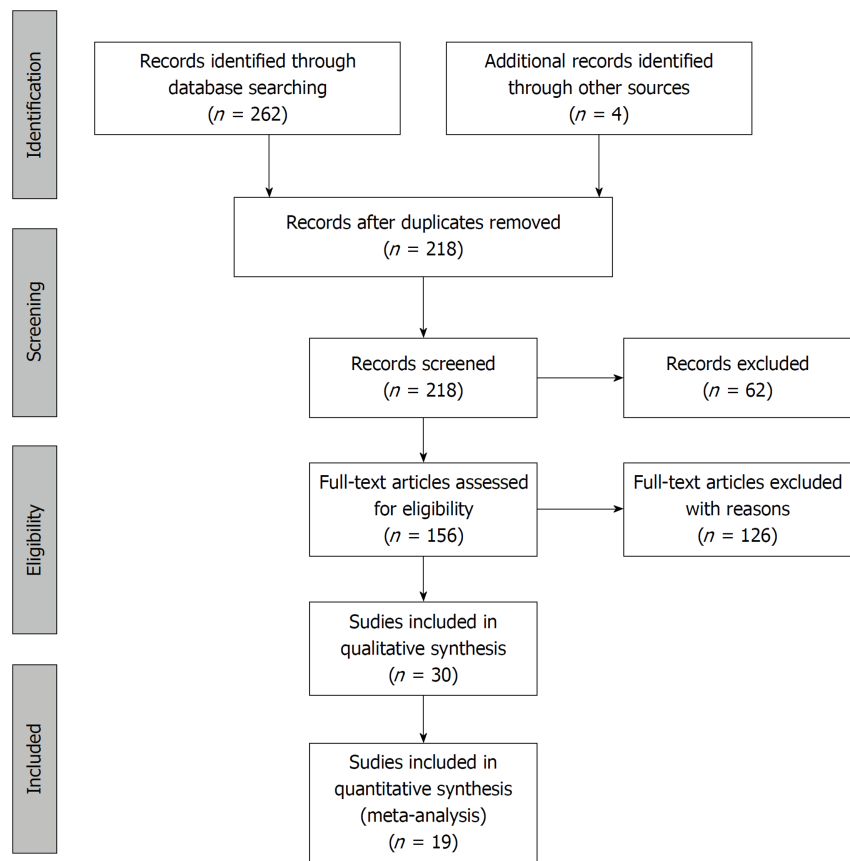 Identification
Records identified through
database searching
(n = 262)
Additional records identified
through other sources
(n = 4)
Records after duplicates removed
(n = 218)
Screening
Records screened
(n = 218)
Records excluded
(n = 62)
Eligibility
Full-text articles assessed
for eligibility
(n = 156)
Full-text articles excluded
with reasons
(n = 126)
Sudies included in
qualitative synthesis
(n = 30)
Included
Sudies included in
quantitative synthesis
(meta-analysis)
(n = 19)